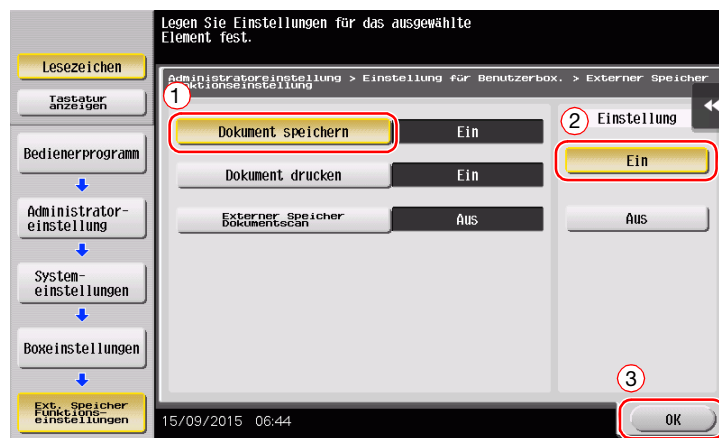 Legen Sie Einstellungen für das ausgewählte
Element fest.
Lesezeichen
Tastatur
anzeigen
Bedienerprogramm
Administrator-
einstellung
System-
einstellungen
Boxeinstellungen
Ext. Speicher
Funktions-
einstellungen
Administratoreinstellung > Einstellung für Benutzerbox. > Externer Speicher
Funktionseinstellung
1
Dokument speichern Ein
Dokument drucken Ein
Externer Speicher
Dokumentscan
Aus
2 Einstellung
Ein
Aus
3
15/09/2015 06:44
OK